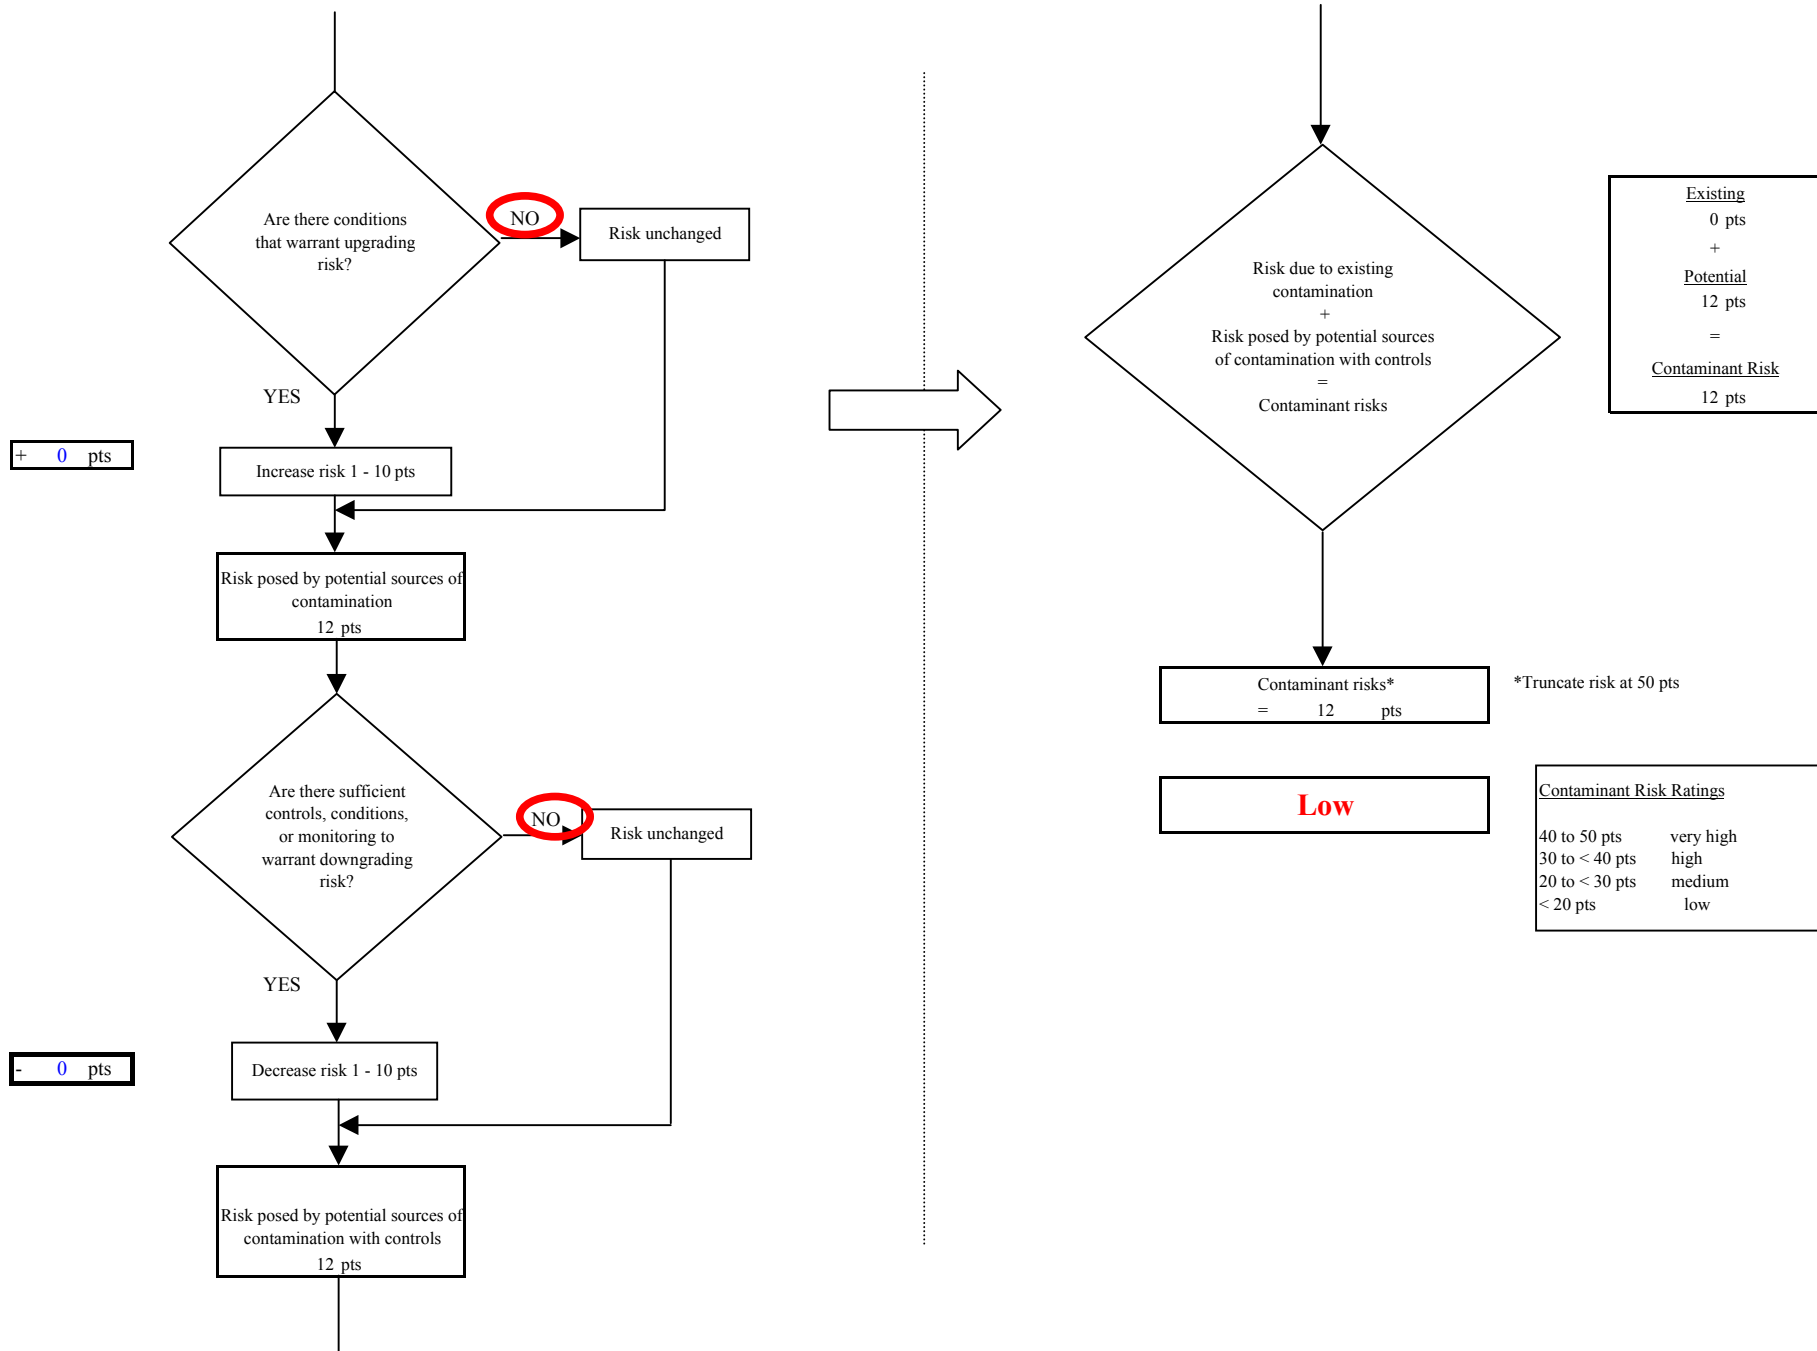 Are there conditions
that warrant upgrading
risk?
NO
Risk unchanged
YES
+ 0 pts
Increase risk 1 - 10 pts
Risk posed by potential sources of
contamination
12 pts
Are there sufficient
controls, conditions,
or monitoring to
warrant downgrading
risk?
NO
Risk unchanged
YES
- 0 pts
Decrease risk 1 - 10 pts
Risk posed by potential sources of
contamination with controls
12 pts
Risk due to existing
contamination
+
Risk posed by potential sources
of contamination with controls
=
Contaminant risks
Existing
0 pts
+
Potential
12 pts
=
Contaminant Risk
12 pts
Contaminant risks*
= 12 pts
*Truncate risk at 50 pts
Low
Contaminant Risk Ratings
40 to 50 pts very high
30 to < 40 pts high
20 to < 30 pts medium
< 20 pts low